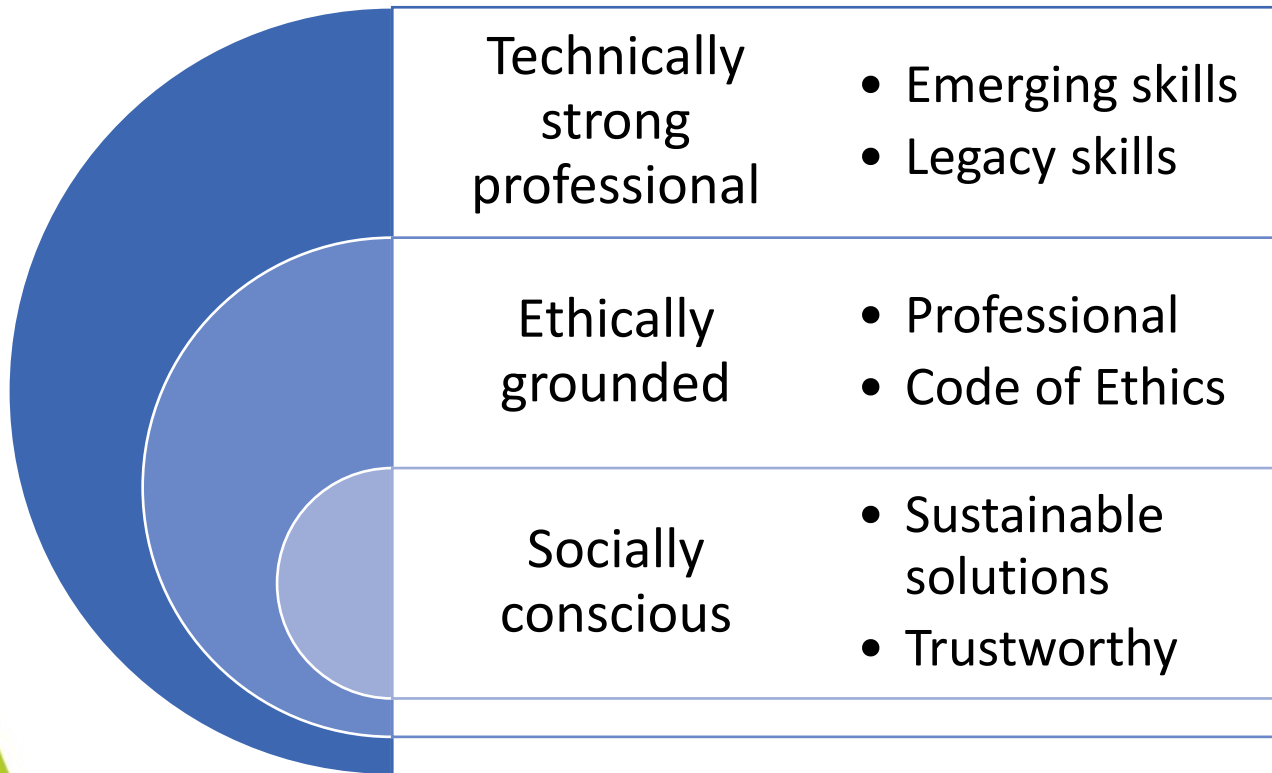 Technically
strong
professional
• Emerging skills
• Legacy skills
Ethically
grounded
• Professional
• Code of Ethics
Socially
conscious
• Sustainable
solutions
• Trustworthy